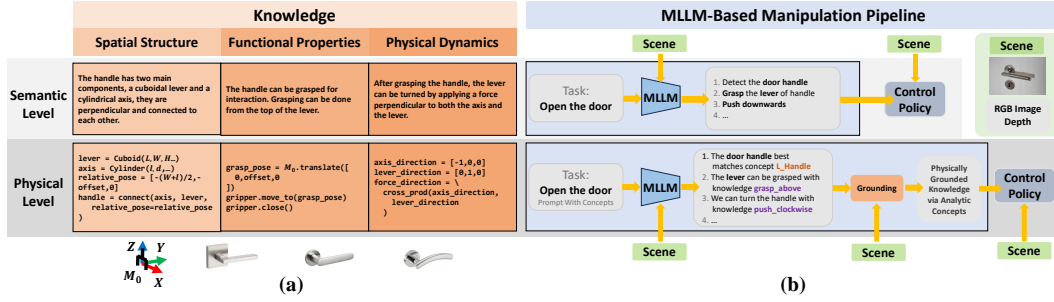 Knowledge
MLLM-Based Manipulation Pipeline
Spatial Structure
Functional Properties
Physical Dynamics
Semantic
Level
The handle has two main
components, a cuboidal lever and a
cylindrical axis, they are
perpendicular and connected to
each other.
The handle can be grasped for
interaction. Grasping can be done
from the top of the lever.
After grasping the handle, the lever
can be turned by applying a force
perpendicular to both the axis and
the lever.
Physical
Level
lever = Cuboid(L, W, H…)
axis = Cylinder(l, d,…)
relative_pose = [-(W+l)/2,-
offset,0]
handle = connect(axis, lever,
relative_pose=relative_pose
)
grasp_pose = M₀.translate([
0,offset,0
])
gripper.move_to(grasp_pose)
gripper.close()
axis_direction = [-1,0,0]
lever_direction = [0,1,0]
force_direction = \
cross_prod(axis_direction,
lever_direction
)
Z
Y
X
M₀
(a)
Scene
Scene
Scene
Task:
Open the door
MLLM
1. Detect the door handle
2. Grasp the lever of handle
3. Push downwards
4. …
Control
Policy
RGB Image
Depth
Task:
Open the door
Prompt With Concepts
MLLM
1. The door handle best
matches concept L_Handle
2. The lever can be grasped with
knowledge grasp_above
3. We can turn the handle with
knowledge push_clockwise
4. …
Grounding
Physically
Grounded
Knowledge
via Analytic
Concepts
Control
Policy
Scene
Scene
Scene
(b)